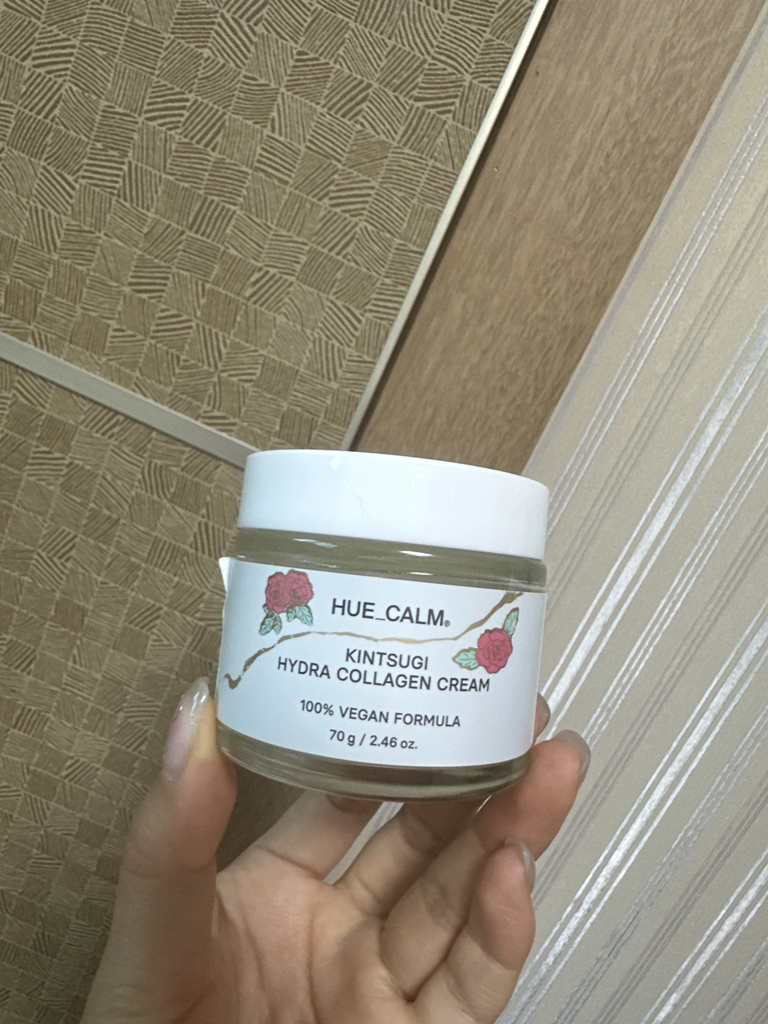 HUE_CALM®
KINTSUGI
HYDRA COLLAGEN CREAM
100% VEGAN FORMULA
70 g / 2.46 oz.